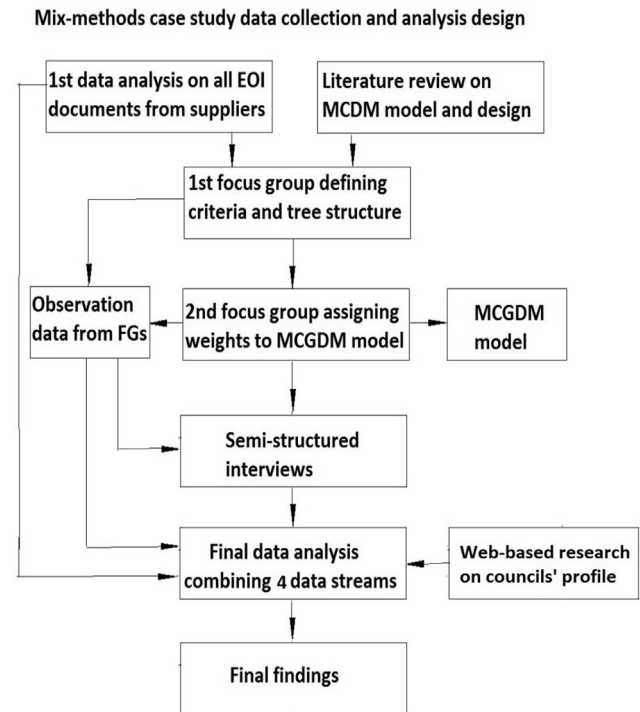 Mix-methods case study data collection and analysis design
1st data analysis on all EOI
documents from suppliers
Literature review on
MCDM model and design
1st focus group defining
criteria and tree structure
Observation
data from FGs
2nd focus group assigning
weights to MCGDM model
MCGDM
model
Semi-structured
interviews
Final data analysis
combining 4 data streams
Web-based research
on councils' profile
Final findings